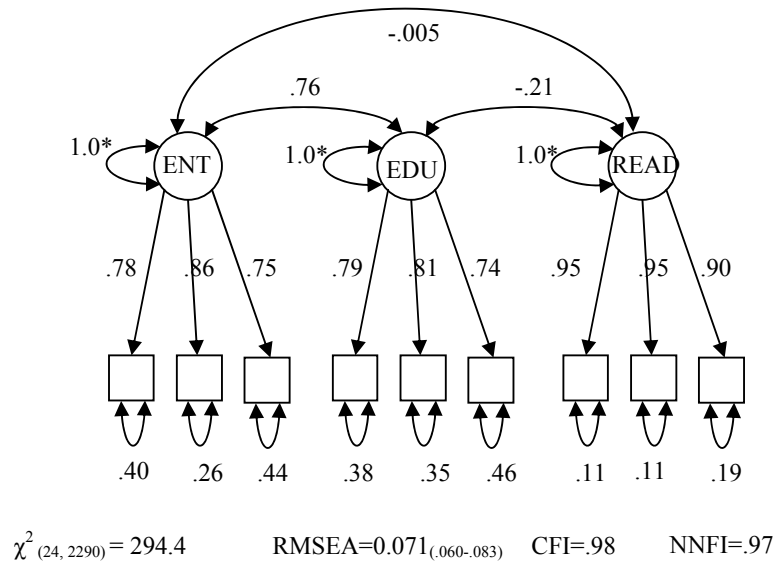 -.005
.76 -.21
1.0* ENT 1.0* EDU 1.0* READ
.78 .86 .75 .79 .81 .74 .95 .95 .90
.40 .26 .44 .38 .35 .46 .11 .11 .19
χ² (24, 2290) = 294.4 RMSEA=0.071(.060-.083) CFI=.98 NNFI=.97